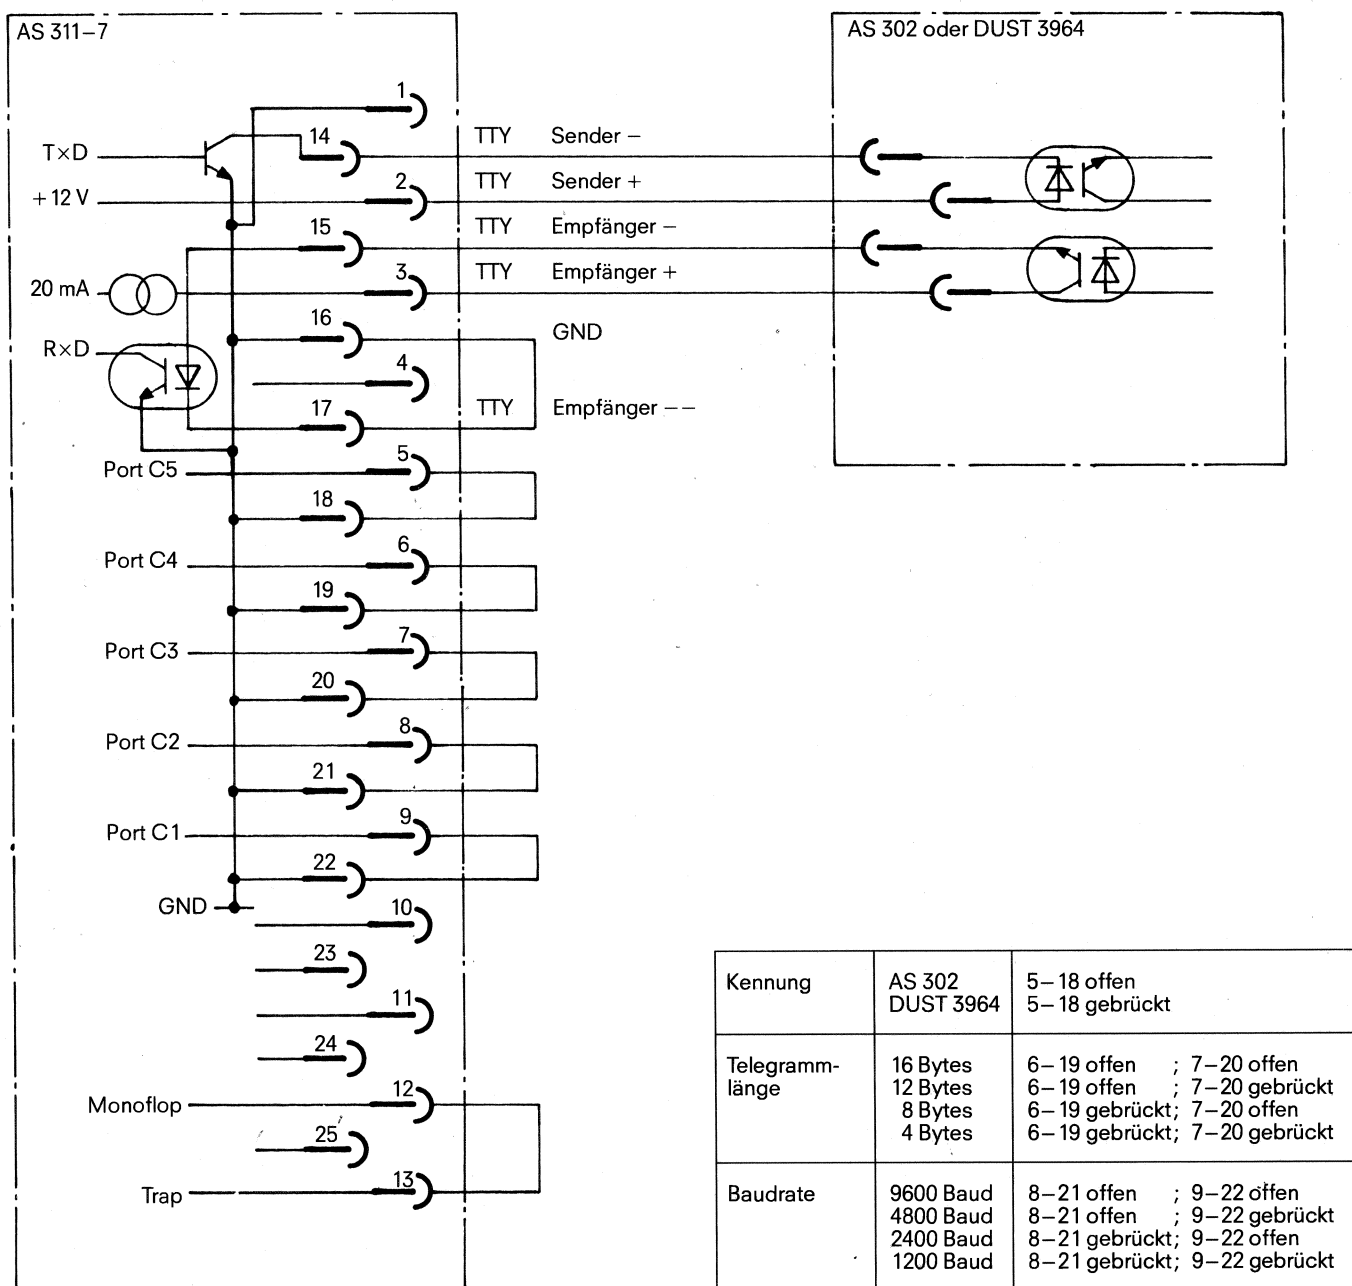 AS 311–7
AS 302 oder DUST 3964
1
T×D
14
TTY Sender –
+ 12 V
2
TTY Sender +
15
TTY Empfänger –
20 mA
3
TTY Empfänger +
16
GND
R×D
4
17
TTY Empfänger – –
Port C5
5
18
Port C4
6
19
Port C3
7
20
Port C2
8
21
Port C1
9
22
GND
10
23
11
24
Monoflop
12
25
Trap
13
Kennung
AS 302
5–18 offen
DUST 3964
5–18 gebrückt
Telegramm-
länge
16 Bytes
6–19 offen ; 7–20 offen
12 Bytes
6–19 offen ; 7–20 gebrückt
8 Bytes
6–19 gebrückt; 7–20 offen
4 Bytes
6–19 gebrückt; 7–20 gebrückt
Baudrate
9600 Baud
8–21 offen ; 9–22 offen
4800 Baud
8–21 offen ; 9–22 gebrückt
2400 Baud
8–21 gebrückt; 9–22 offen
1200 Baud
8–21 gebrückt; 9–22 gebrückt